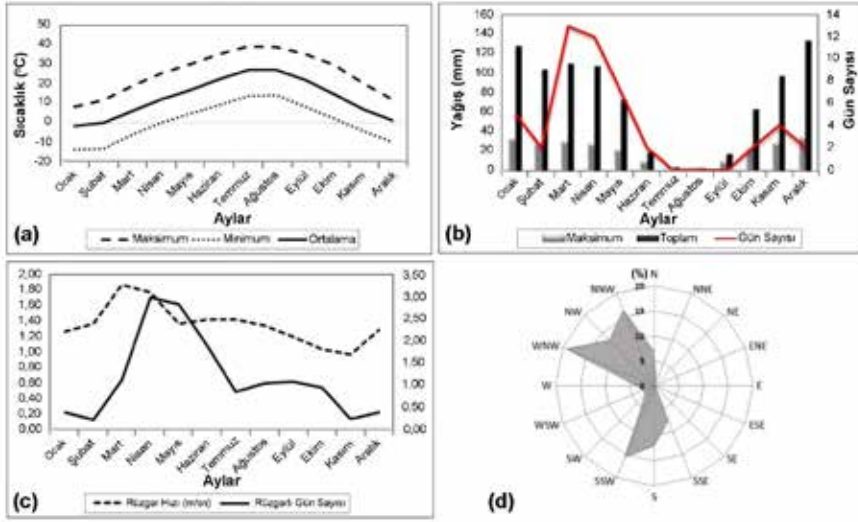 50
40
30
20
10
0
-10
-20
Sıcaklık (°C)
Ocak
Şubat
Mart
Nisan
Mayıs
Haziran
Temmuz
Ağustos
Eylül
Ekim
Kasım
Aralık
Aylar
(a)
Maksimum Minimum Ortalama
160
140
120
100
80
60
40
20
0
Yağış (mm)
14
12
10
8
6
4
2
0
Gün Sayısı
Ocak
Şubat
Mart
Nisan
Mayıs
Haziran
Temmuz
Ağustos
Eylül
Ekim
Kasım
Aralık
Aylar
(b)
Maksimum Toplam Gün Sayısı
2,00
1,80
1,60
1,40
1,20
1,00
0,80
0,60
0,40
0,20
0,00
3,50
3,00
2,50
2,00
1,50
1,00
0,50
0,00
Ocak
Şubat
Mart
Nisan
Mayıs
Haziran
Temmuz
Ağustos
Eylül
Ekim
Kasım
Aralık
Aylar
(c)
Rüzgar Hızı (m/sn) Rüzgarlı Gün Sayısı
(%) N
NNE
NE
ENE
E
ESE
SE
SSE
S
SSW
SW
WSW
W
WNW
NW
NNW
20
15
10
5
0
(d)